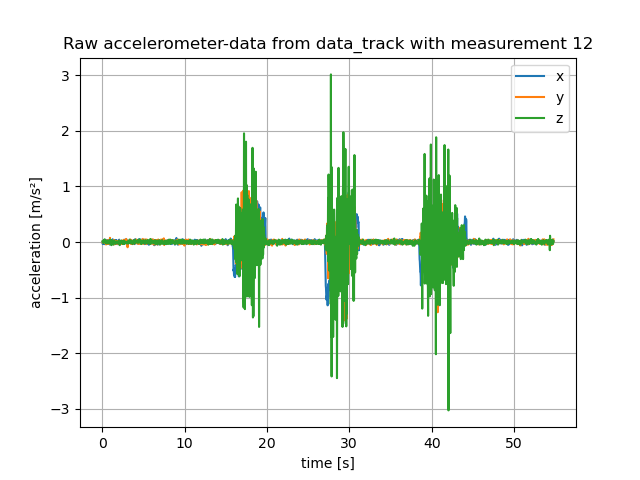 Raw accelerometer-data from data_track with measurement 12
x
y
z
acceleration [m/s²]
3
2
1
0
−1
−2
−3
0 10 20 30 40 50
time [s]